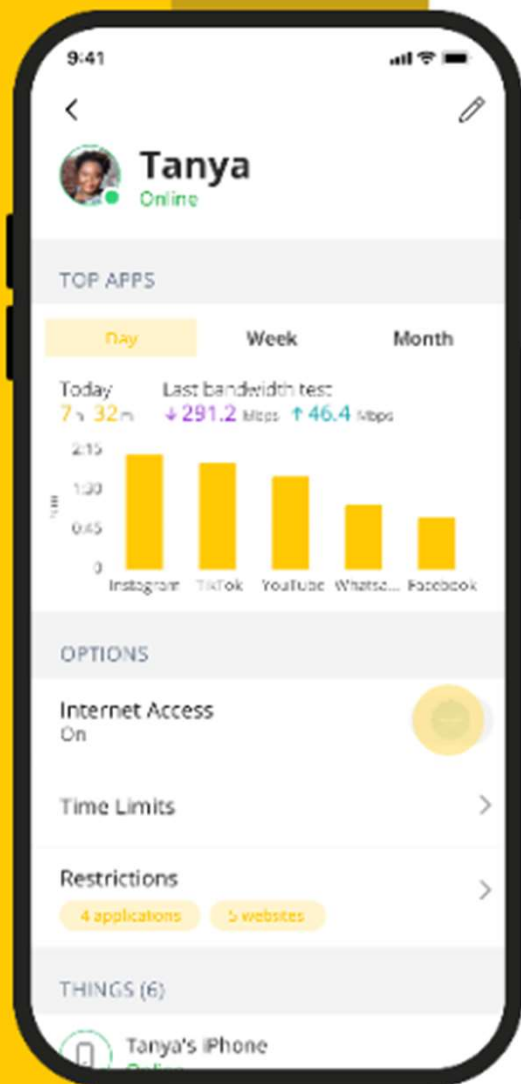 9:41
Tanya
Online
TOP APPS
Day Week Month
Today Last bandwidth test
7h 32m ↓291.2 Mbps ↑46.4 Mbps
2:15
1:30
0:45
0
Instagram TikTok YouTube Whatsa... Facebook
OPTIONS
Internet Access
On
Time Limits
Restrictions
4 applications 5 websites
THINGS (6)
Tanya's iPhone
Online